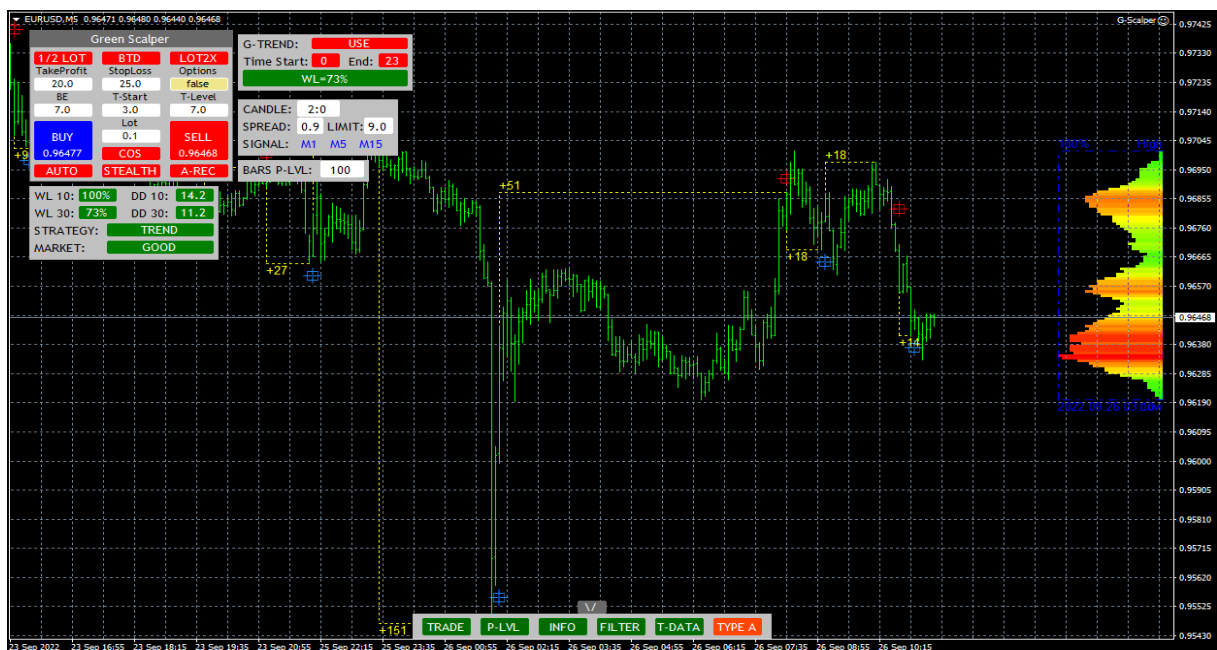 EURUSD,M5 0.96471 0.96480 0.96440 0.96468
G-Scalper
Green Scalper
1/2 LOT BTD LOT2X
TakeProfit StopLoss Options
20.0 25.0 false
BE T-Start T-Level
7.0 3.0 7.0
Lot
BUY 0.1 SELL
0.96477 COS 0.96468
AUTO STEALTH A-REC
WL 10: 100% DD 10: 14.2
WL 30: 73% DD 30: 11.2
STRATEGY: TREND
MARKET: GOOD
G-TREND: USE
Time Start: 0 End: 23
WL=73%
CANDLE: 2:0
SPREAD: 0.9 LIMIT: 9.0
SIGNAL: M1 M5 M15
BARS P-LVL: 100
+9
+27
+151
+51
+18
+18
+14
100%
0.97425
0.97330
0.97235
0.97140
0.97045
0.96950
0.96855
0.96760
0.96665
0.96570
0.96468
0.96380
0.96285
0.96190
0.96095
0.96000
0.95905
0.95810
0.95715
0.95620
0.95525
0.95430
\/
TRADE P-LVL INFO FILTER T-DATA TYPE A
23 Sep 2022 23 Sep 16:55 23 Sep 18:15 23 Sep 19:35 23 Sep 20:55 25 Sep 22:15 25 Sep 23:35 26 Sep 00:55 26 Sep 02:15 26 Sep 03:35 26 Sep 04:55 26 Sep 06:15 26 Sep 07:35 26 Sep 08:55 26 Sep 10:15